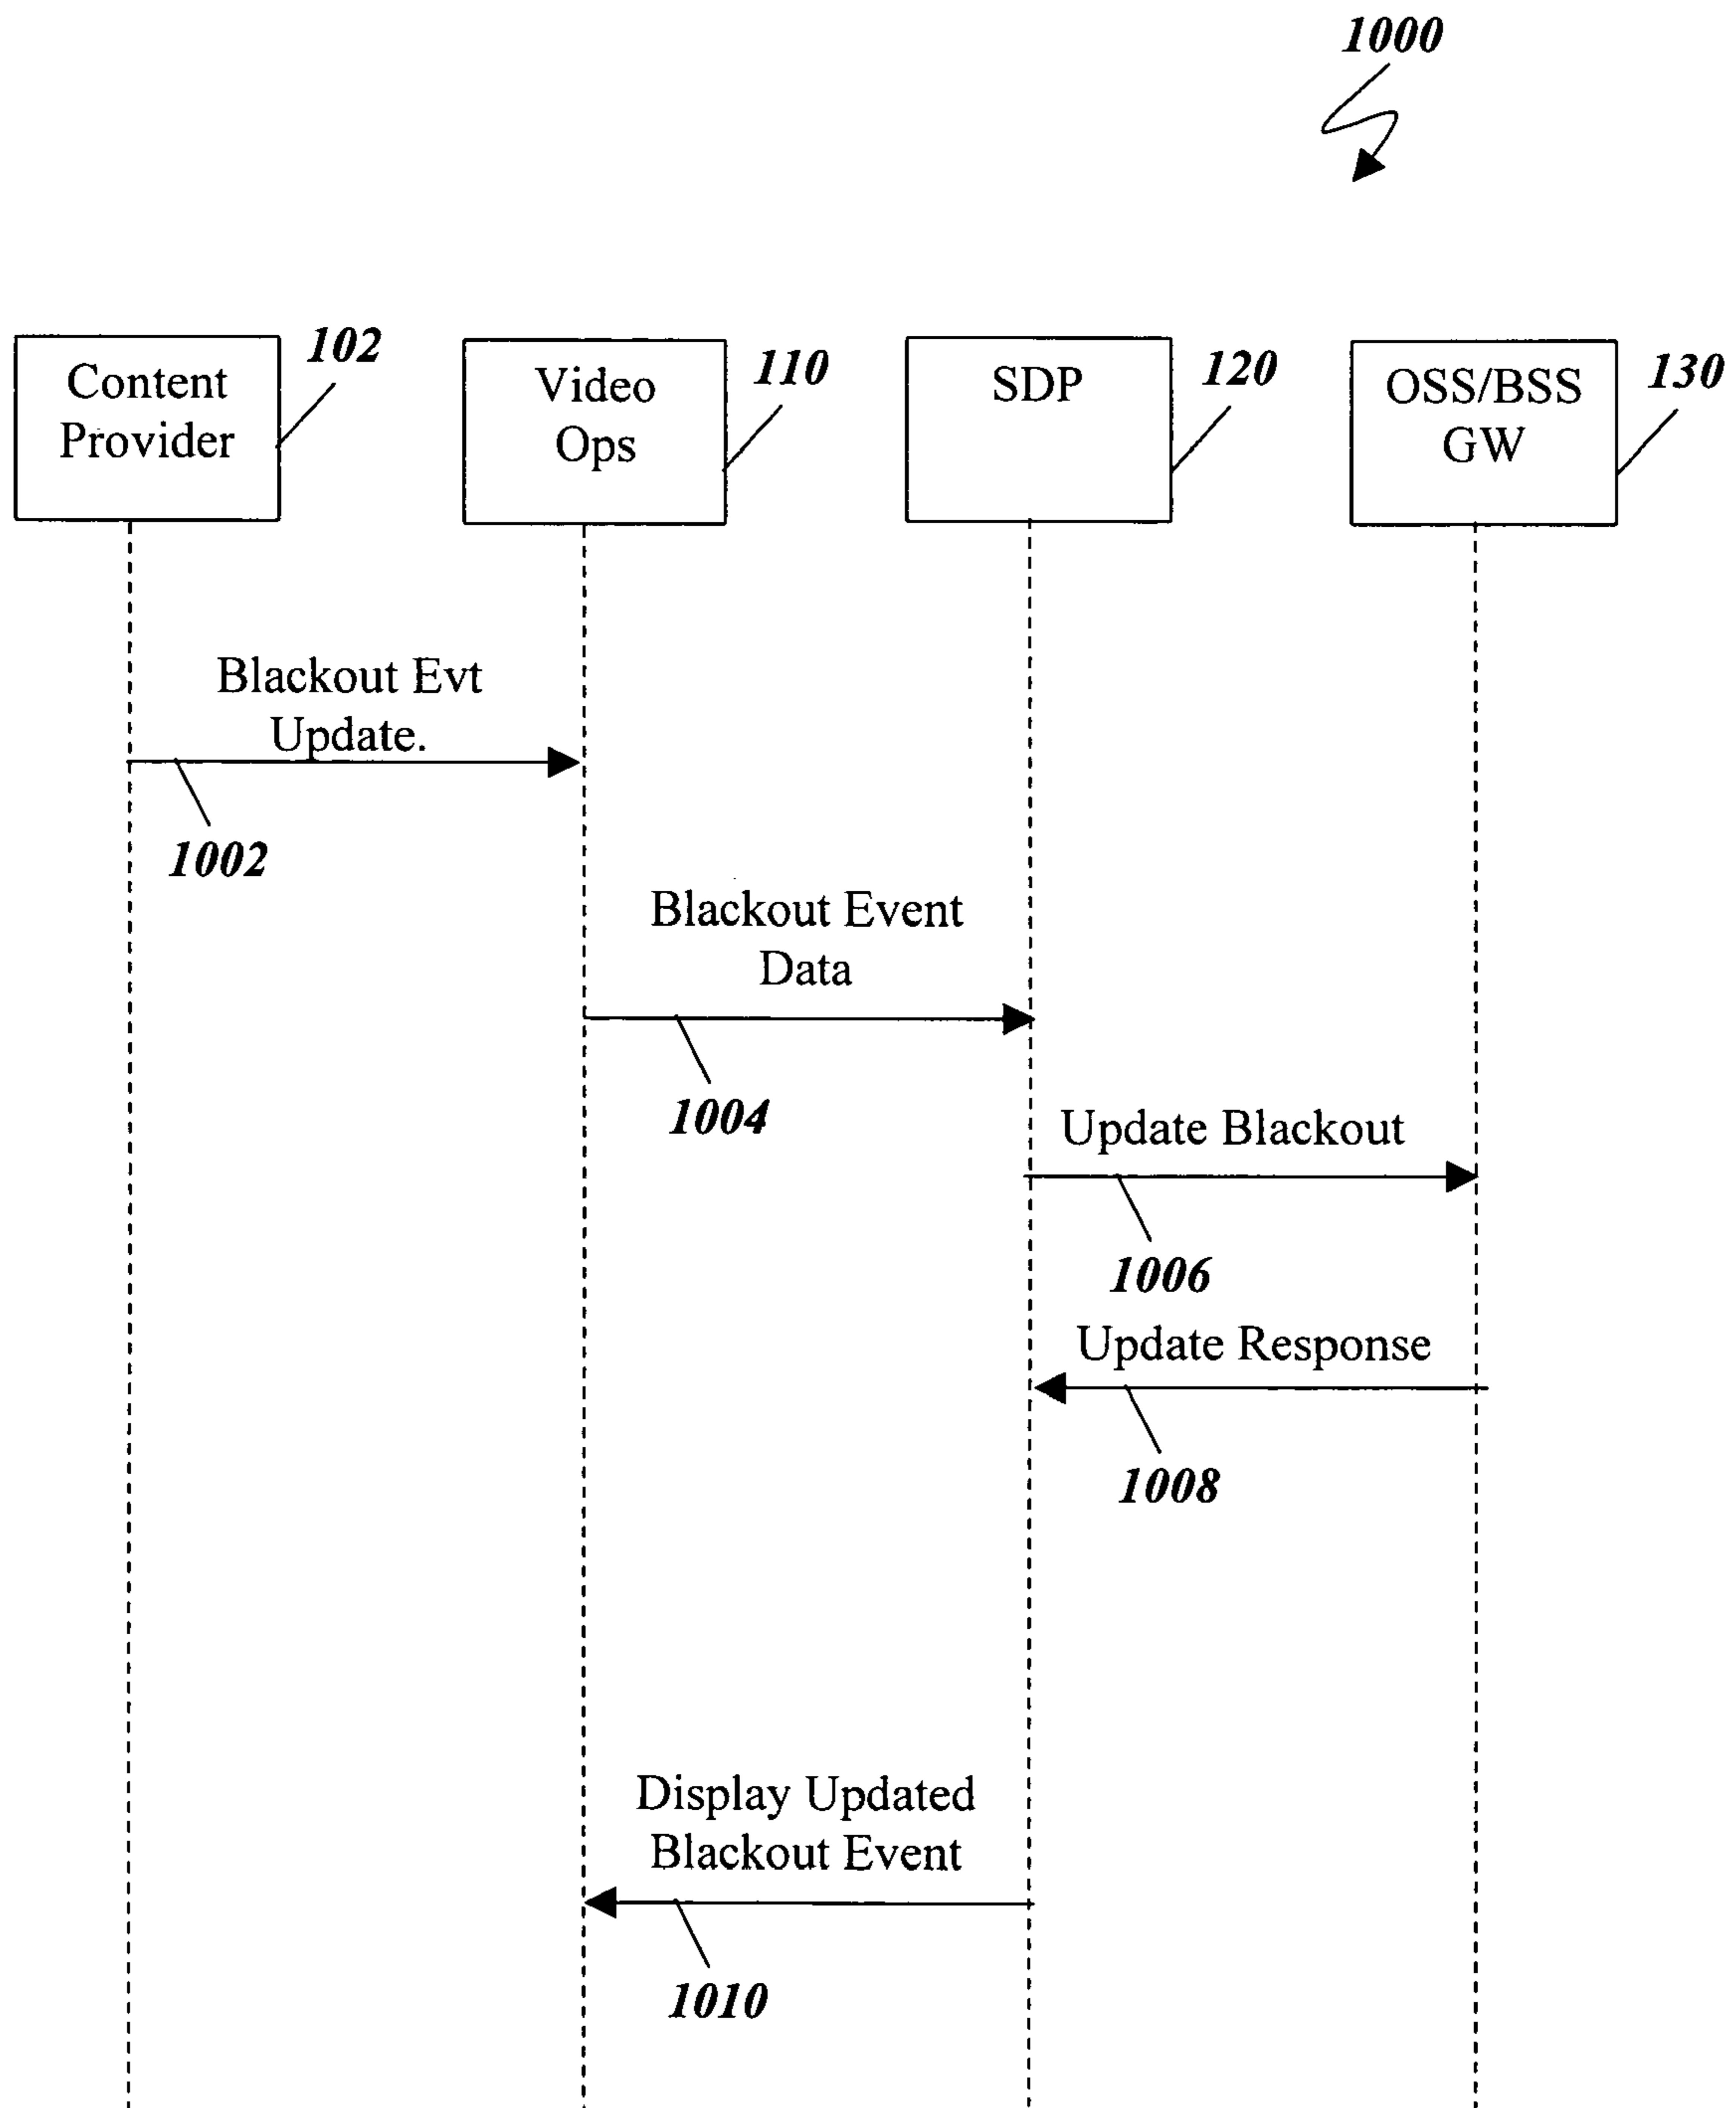 1000
Content
Provider
102
Video
Ops
110
SDP
120
OSS/BSS
GW
130
Blackout Evt
Update.
1002
Blackout Event
Data
1004
Update Blackout
1006
Update Response
1008
Display Updated
Blackout Event
1010